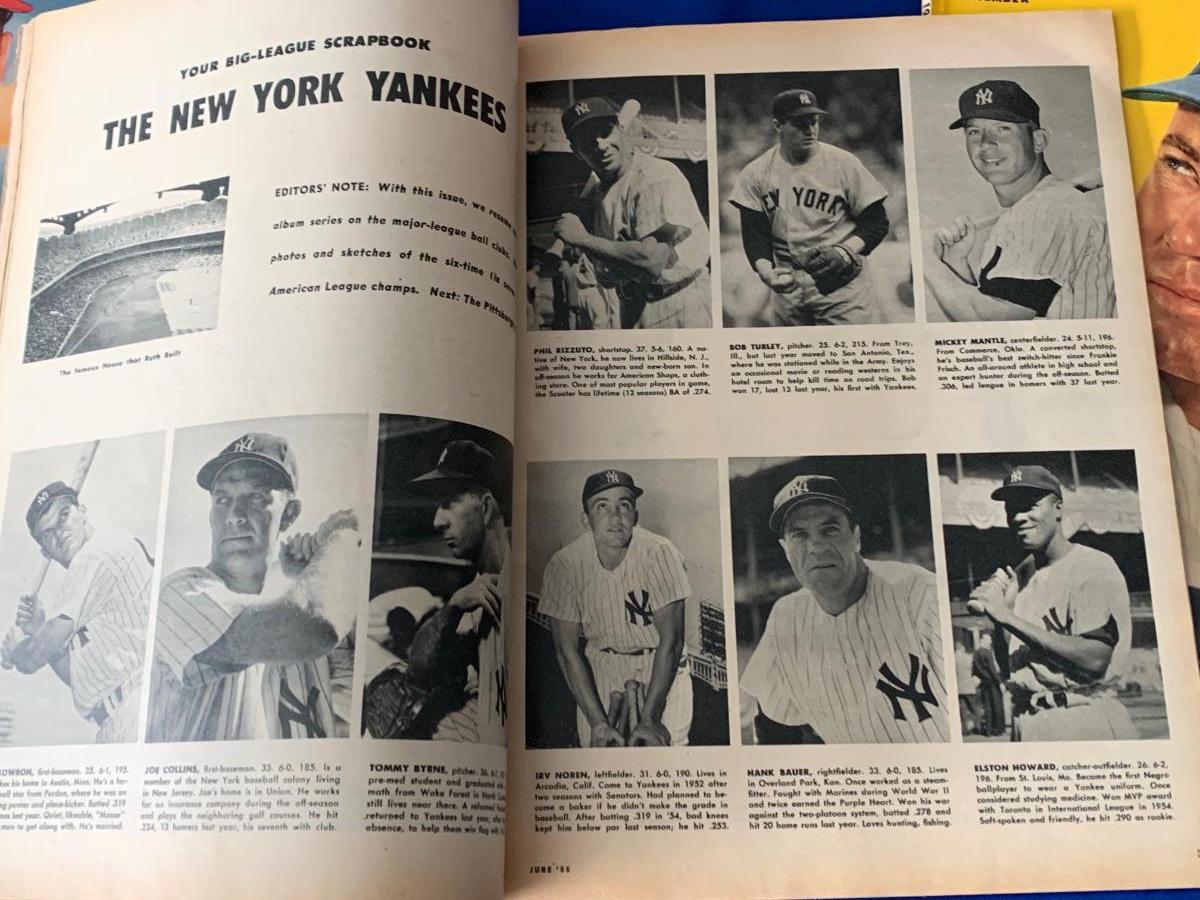 YOUR BIG-LEAGUE SCRAPBOOK
THE NEW YORK YANKEES
EDITORS' NOTE: With this issue, we
album series on the major-league ball clubs,
photos and sketches of the six-time
American League champs. Next: The
The famous House that Ruth Built
OWRON, first-baseman. 25. 6-1, 195.
kes his home in Austin, Minn. He's a for-
ball star from Purdue, where he was an
ng punter and place-kicker. Batted .319
mes last year. Quiet, likeable, "Moose"
man to get along with. He's married.
JOE COLLINS, first-baseman. 33. 6-0, 185. Is a
member of the New York baseball colony living
in New Jersey. Joe's home is in Union. He works
for an insurance company during the off-season
and plays the neighboring golf courses. He hit
.234, 13 homers last year, his seventh with club.
TOMMY BYRNE, pitcher. 36. 6-1,
pre-med student and graduated
math from Wake Forest in North
still lives near there. A reformed
returned to Yankees last year,
absence, to help them win flag with
NEW YORK
PHIL RIZZUTO, shortstop. 37. 5-6, 160. A na-
tive of New York, he now lives in Hillside, N. J.,
with wife, two daughters and new-born son. In
off-season he works for American Shops, a cloth-
ing store. One of most popular players in game,
the Scooter has lifetime (12 seasons) BA of .274.
BOB TURLEY, pitcher. 25. 6-2, 215. From Troy,
Ill., but last year moved to San Antonio, Tex.,
where he was stationed while in the Army. Enjoys
an occasional movie or reading westerns in his
hotel room to help kill time on road trips. Bob
won 17, lost 13 last year, his first with Yankees.
MICKEY MANTLE, centerfielder. 24. 5-11, 196.
From Commerce, Okla. A converted shortstop,
he's baseball's best switch-hitter since Frankie
Frisch. An all-around athlete in high school and
an expert hunter during the off-season. Batted
.306, led league in homers with 37 last year.
IRV NOREN, leftfielder. 31. 6-0, 190. Lives in
Arcadia, Calif. Came to Yankees in 1952 after
two seasons with Senators. Had planned to be-
come a baker if he didn't make the grade in
baseball. After batting .319 in '54, bad knees
kept him below par last season; he hit .253.
HANK BAUER, rightfielder. 33. 6-0, 185. Lives
in Overland Park, Kan. Once worked as a steam-
fitter. Fought with Marines during World War II
and twice earned the Purple Heart. Won his war
against the two-platoon system, batted .278 and
hit 20 home runs last year. Loves hunting, fishing.
ELSTON HOWARD, catcher-outfielder. 26. 6-2,
196. From St. Louis, Mo. Became the first Negro
ballplayer to wear a Yankee uniform. Once
considered studying medicine. Won MVP award
with Toronto in International League in 1954.
Soft-spoken and friendly, he hit .290 as rookie.
JUNE '56